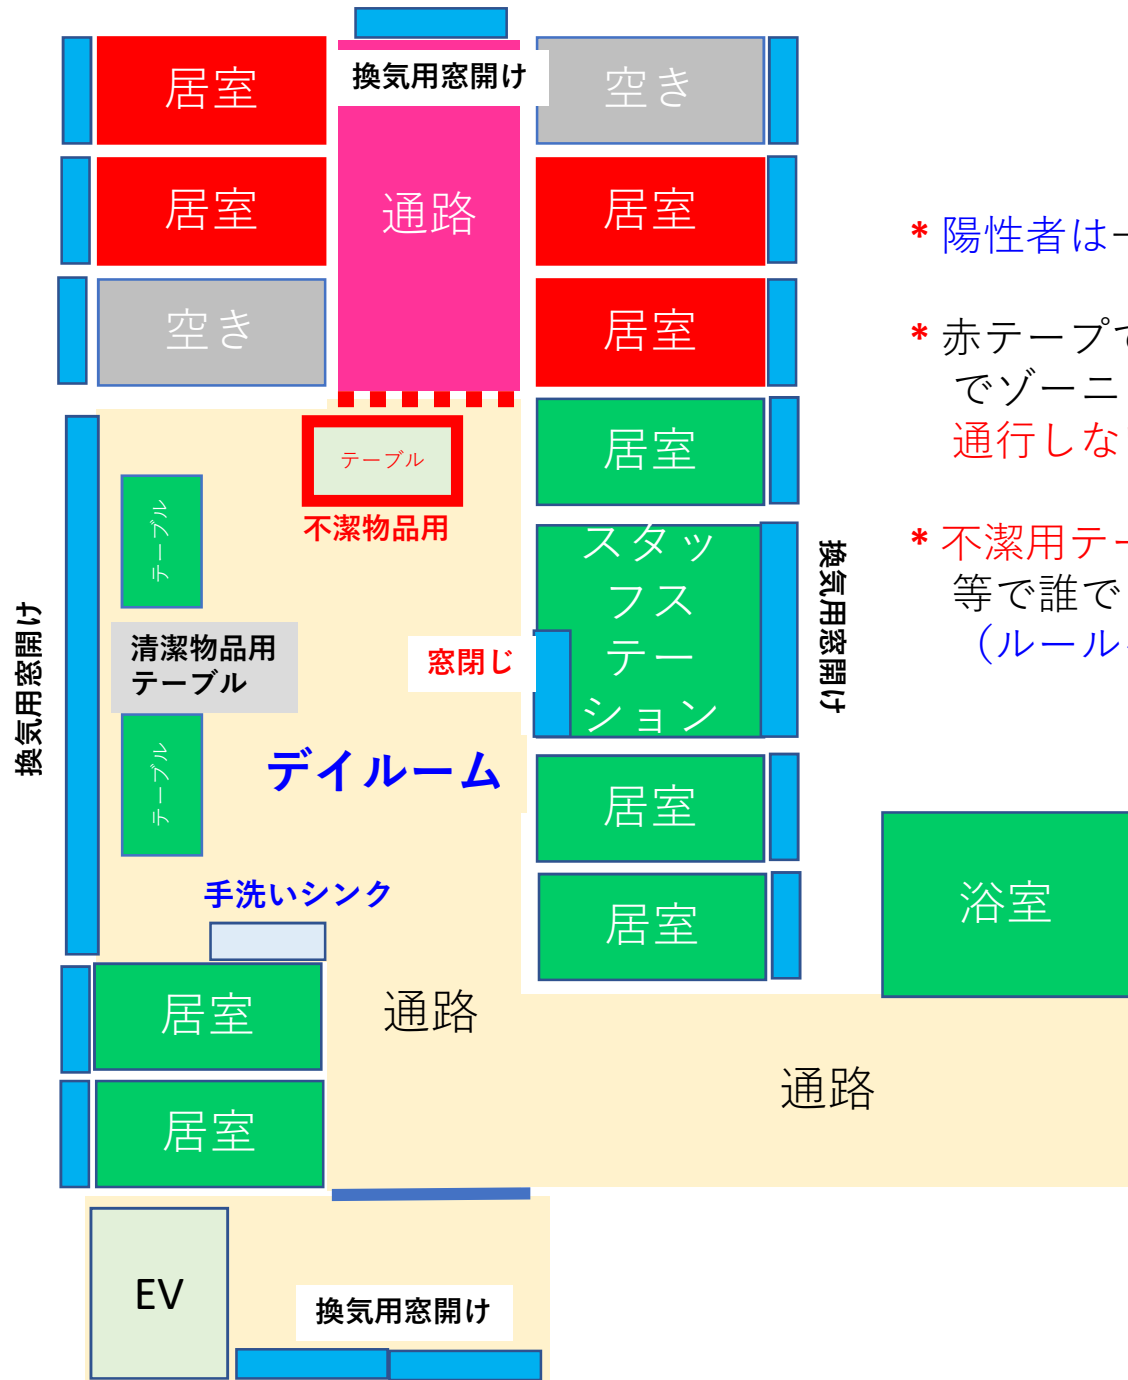 換気用窓開け
居室
空き
居室
通路
居室
空き
居室
* 陽性者は
* 赤テープで
でゾーニ
通行しな
* 不潔用テー
等で誰で
（ルール
テーブル
不潔物品用
居室
テーブル
スタッ
フス
テー
ション
換気用窓開け
換気用窓開け
清潔物品用
テーブル
窓閉じ
テーブル
デイルーム
居室
手洗いシンク
居室
浴室
居室
通路
通路
居室
EV
換気用窓開け